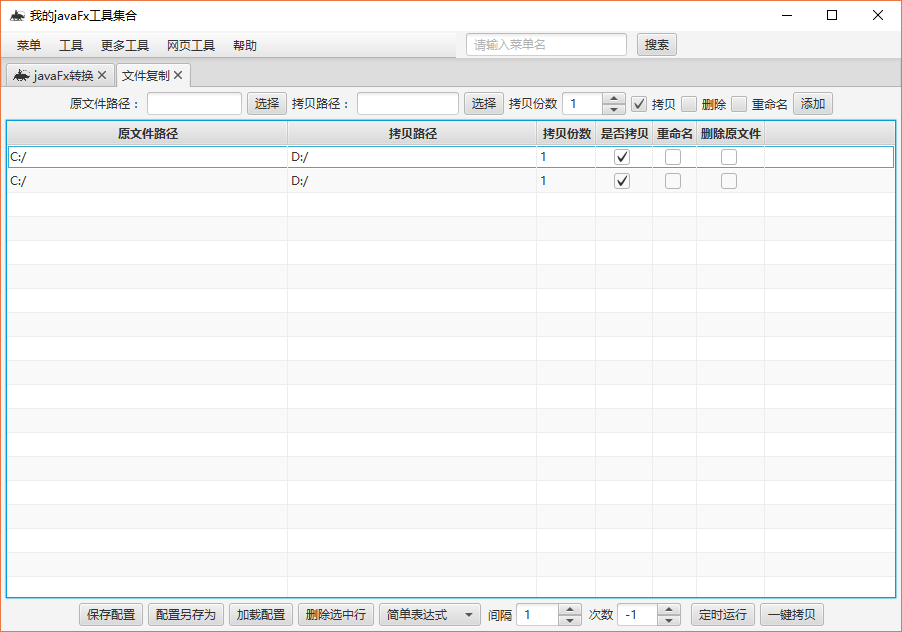 我的javaFx工具集合
菜单 工具 更多工具 网页工具 帮助 请输入菜单名 搜索
javaFx转换 文件复制
原文件路径： 选择 拷贝路径： 选择 拷贝份数 1 拷贝 删除 重命名 添加
原文件路径 拷贝路径 拷贝份数 是否拷贝 重命名 删除原文件
C:/ D:/ 1
C:/ D:/ 1
保存配置 配置另存为 加载配置 删除选中行 简单表达式 间隔 1 次数 -1 定时运行 一键拷贝